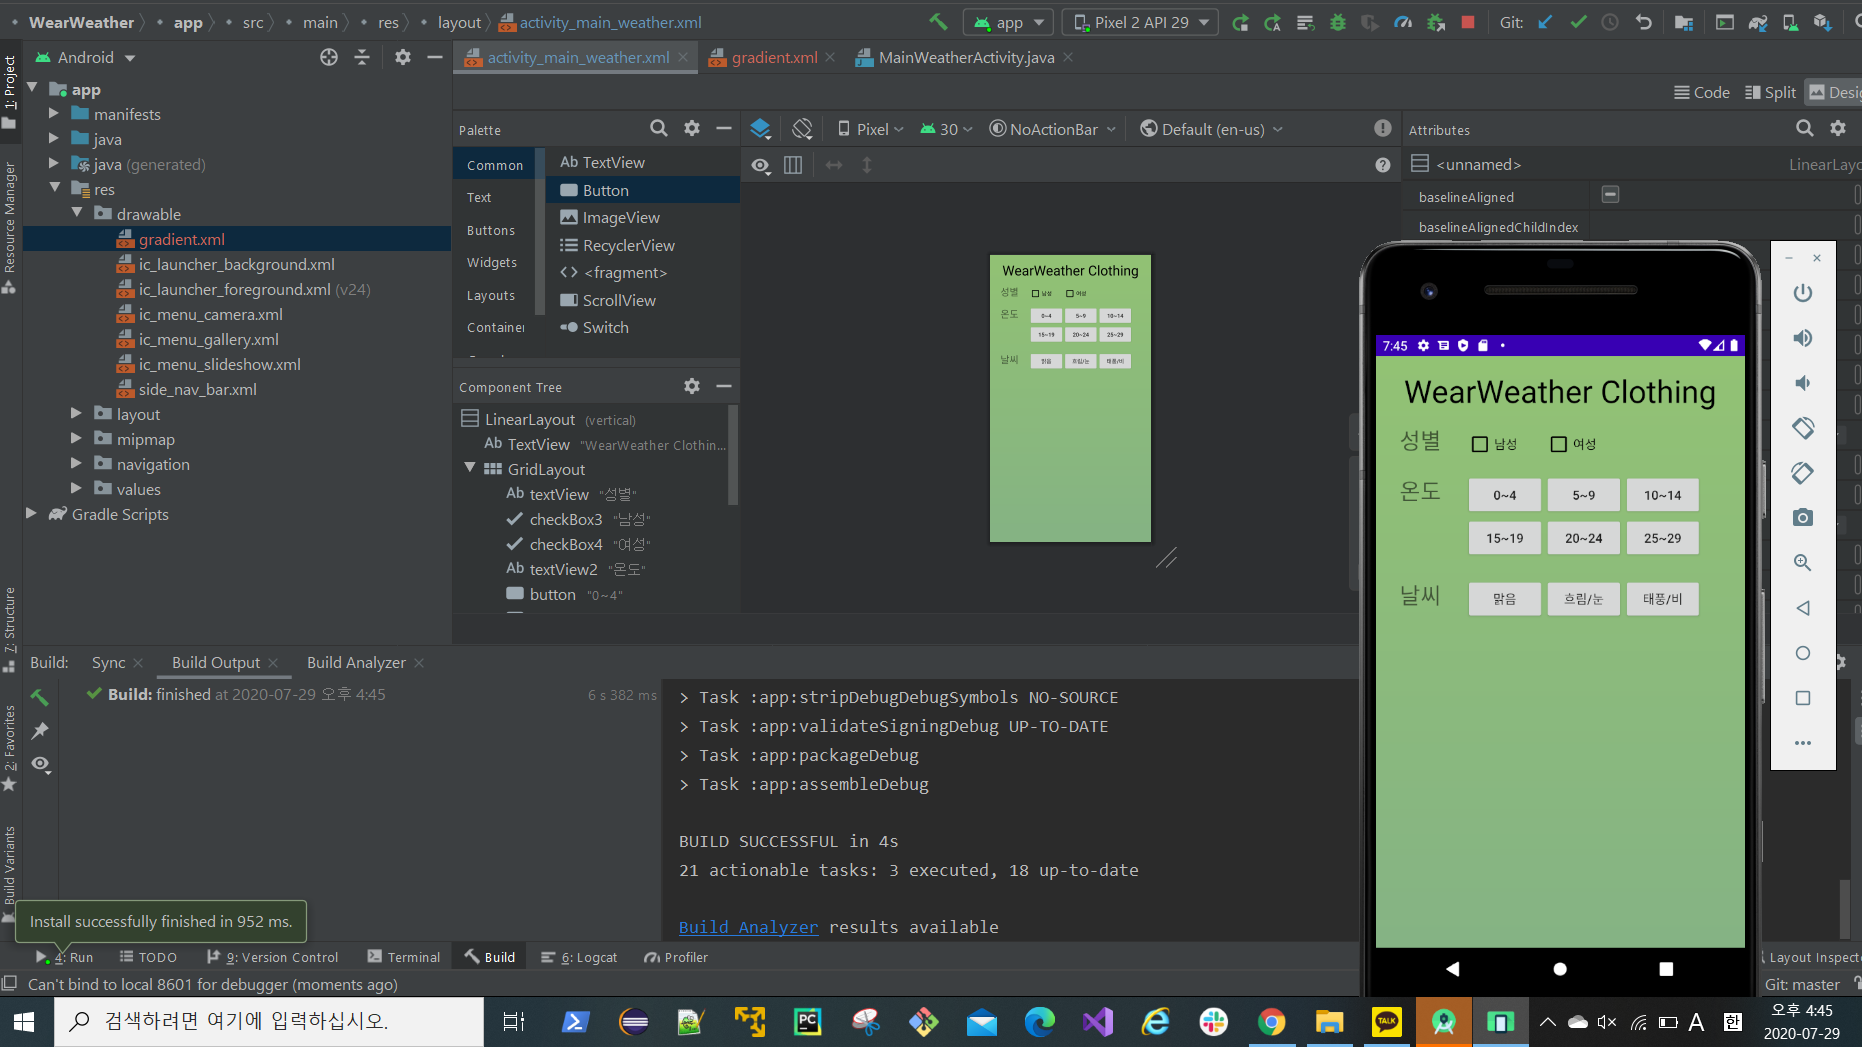 WearWeather app src main res layout activity_main_weather.xml
app Pixel 2 API 29 Git:
Android
activity_main_weather.xml gradient.xml MainWeatherActivity.java
Code Split
1: Project
Resource Manager
7: Structure
2: Favorites
Build Variants
app
manifests
java
java (generated)
res
drawable
gradient.xml
ic_launcher_background.xml
ic_launcher_foreground.xml (v24)
ic_menu_camera.xml
ic_menu_gallery.xml
ic_menu_slideshow.xml
side_nav_bar.xml
layout
mipmap
navigation
values
Gradle Scripts
Palette
Common
Text
Buttons
Widgets
Layouts
Container
Ab TextView
Button
ImageView
RecyclerView
<fragment>
ScrollView
Switch
Component Tree
LinearLayout (vertical)
Ab TextView "WearWeather Clothin...
GridLayout
Ab textView "성별"
checkBox3 "남성"
checkBox4 "여성"
Ab textView2 "온도"
button "0~4"
Pixel 30 NoActionBar Default (en-us)
WearWeather Clothing
성별 남성 여성
온도 0~4 5~9 10~14
15~19 20~24 25~29
날씨 맑음 흐림/눈 태풍/비
Attributes
<unnamed> LinearLayo
baselineAligned
baselineAlignedChildIndex
7:45
WearWeather Clothing
성별 남성 여성
온도 0~4 5~9 10~14
15~19 20~24 25~29
날씨 맑음 흐림/눈 태풍/비
Build: Sync Build Output Build Analyzer
Build: finished at 2020-07-29 오후 4:45 6 s 382 ms
> Task :app:stripDebugDebugSymbols NO-SOURCE
> Task :app:validateSigningDebug UP-TO-DATE
> Task :app:packageDebug
> Task :app:assembleDebug
BUILD SUCCESSFUL in 4s
21 actionable tasks: 3 executed, 18 up-to-date
Build Analyzer results available
Install successfully finished in 952 ms.
4: Run TODO 9: Version Control Terminal Build 6: Logcat Profiler Layout Inspecto
Can't bind to local 8601 for debugger (moments ago) Git: master
검색하려면 여기에 입력하십시오.
PC
TALK
A 한
오후 4:45
2020-07-29